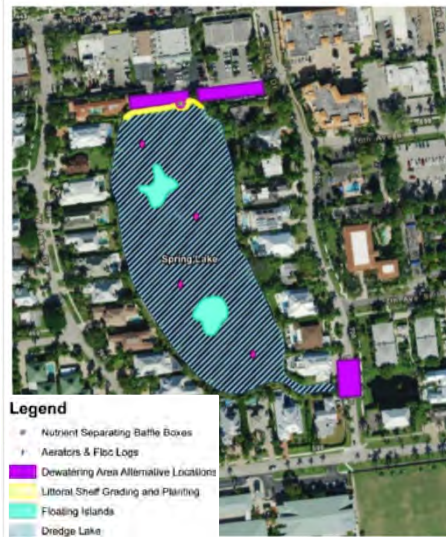 Spring Lake
Legend
Nutrient Separating Baffle Boxes
Aerators & Floc Logs
Dewatering Area Alternative Locations
Littoral Shelf Grading and Planting
Floating Islands
Dredge Lake